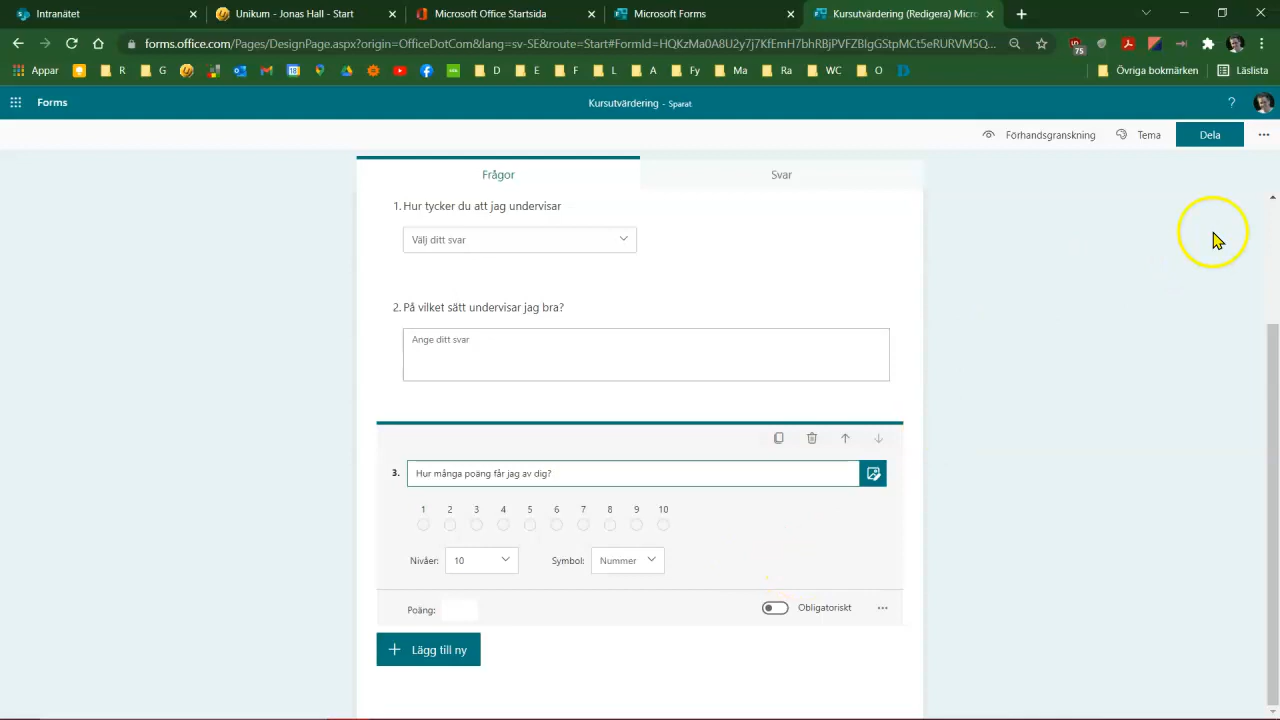 Intranätet
Unikum - Jonas Hall - Start
Microsoft Office Startsida
Microsoft Forms
Kursutvärdering (Redigera) Micro
forms.office.com/Pages/DesignPage.aspx?origin=OfficeDotCom&lang=sv-SE&route=Start#FormId=HQKzMa0A8U2y7j7KfEmH7bhRBjPVFZBIgGStpMCt5eRURVM5Q...
75
Appar
R
G
18
D
E
F
L
A
Fy
Ma
Ra
WC
O
D
Övriga bokmärken
Läslista
Forms
Kursutvärdering - Sparat
?
Förhandsgranskning
Tema
Dela
Frågor
Svar
1. Hur tycker du att jag undervisar
Välj ditt svar
2. På vilket sätt undervisar jag bra?
Ange ditt svar
3. Hur många poäng får jag av dig?
1 2 3 4 5 6 7 8 9 10
Nivåer: 10 Symbol: Nummer
Poäng: Obligatoriskt
Lägg till ny